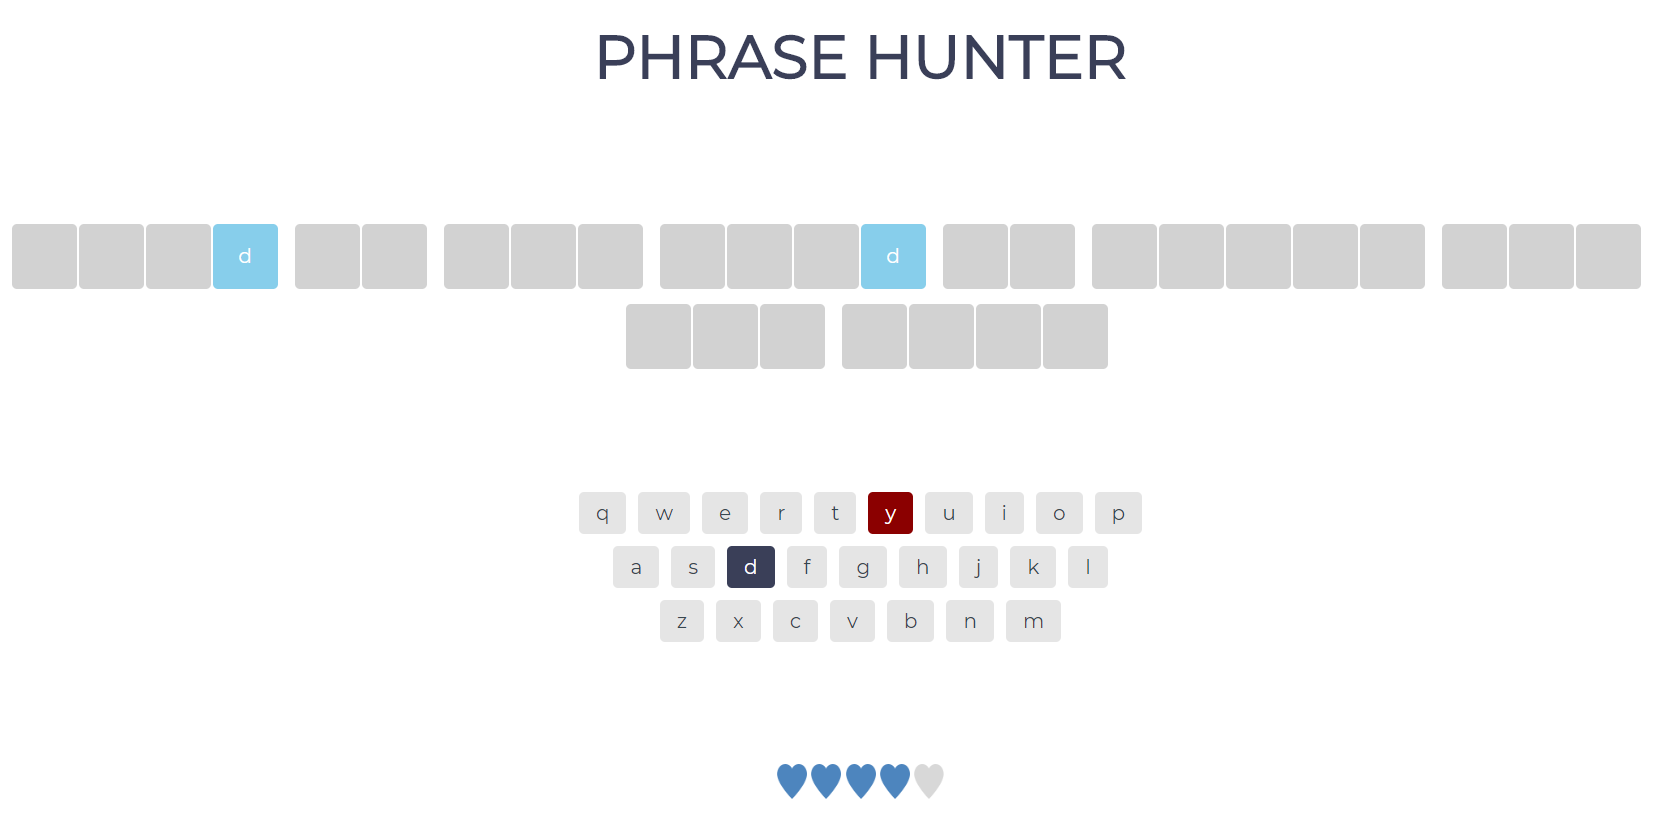 PHRASE HUNTER
d d
q w e r t y u i o p
a s d f g h j k l
z x c v b n m